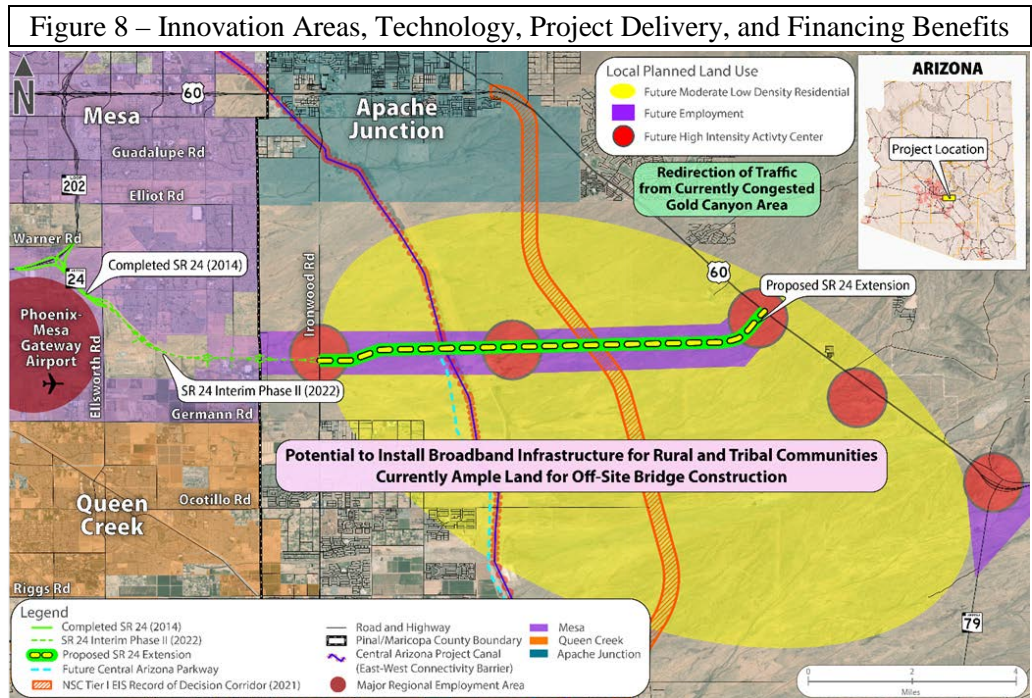 Figure 8 – Innovation Areas, Technology, Project Delivery, and Financing Benefits
N
60
Mesa
Apache
Junction
Guadalupe Rd
LOOP
202
Elliot Rd
Warner Rd
24
Completed SR 24 (2014)
Phoenix-
Mesa
Gateway
Airport
Ellsworth Rd
Ironwood Rd
SR 24 Interim Phase II (2022)
Germann Rd
Queen
Creek
Ocotillo Rd
Riggs Rd
Local Planned Land Use
Future Moderate Low Density Residential
Future Employment
Future High Intensity Activty Center
ARIZONA
Project Location
Redirection of Traffic
from Currently Congested
Gold Canyon Area
60
Proposed SR 24 Extension
Potential to Install Broadband Infrastructure for Rural and Tribal Communities
Currently Ample Land for Off-Site Bridge Construction
79
Legend
Completed SR 24 (2014)
SR 24 Interim Phase II (2022)
Proposed SR 24 Extension
Future Central Arizona Parkway
NSC Tier I EIS Record of Decision Corridor (2021)
Road and Highway
Pinal/Maricopa County Boundary
Central Arizona Project Canal
(East-West Connectivity Barrier)
Major Regional Employment Area
Mesa
Queen Creek
Apache Junction
0 2 4
Miles